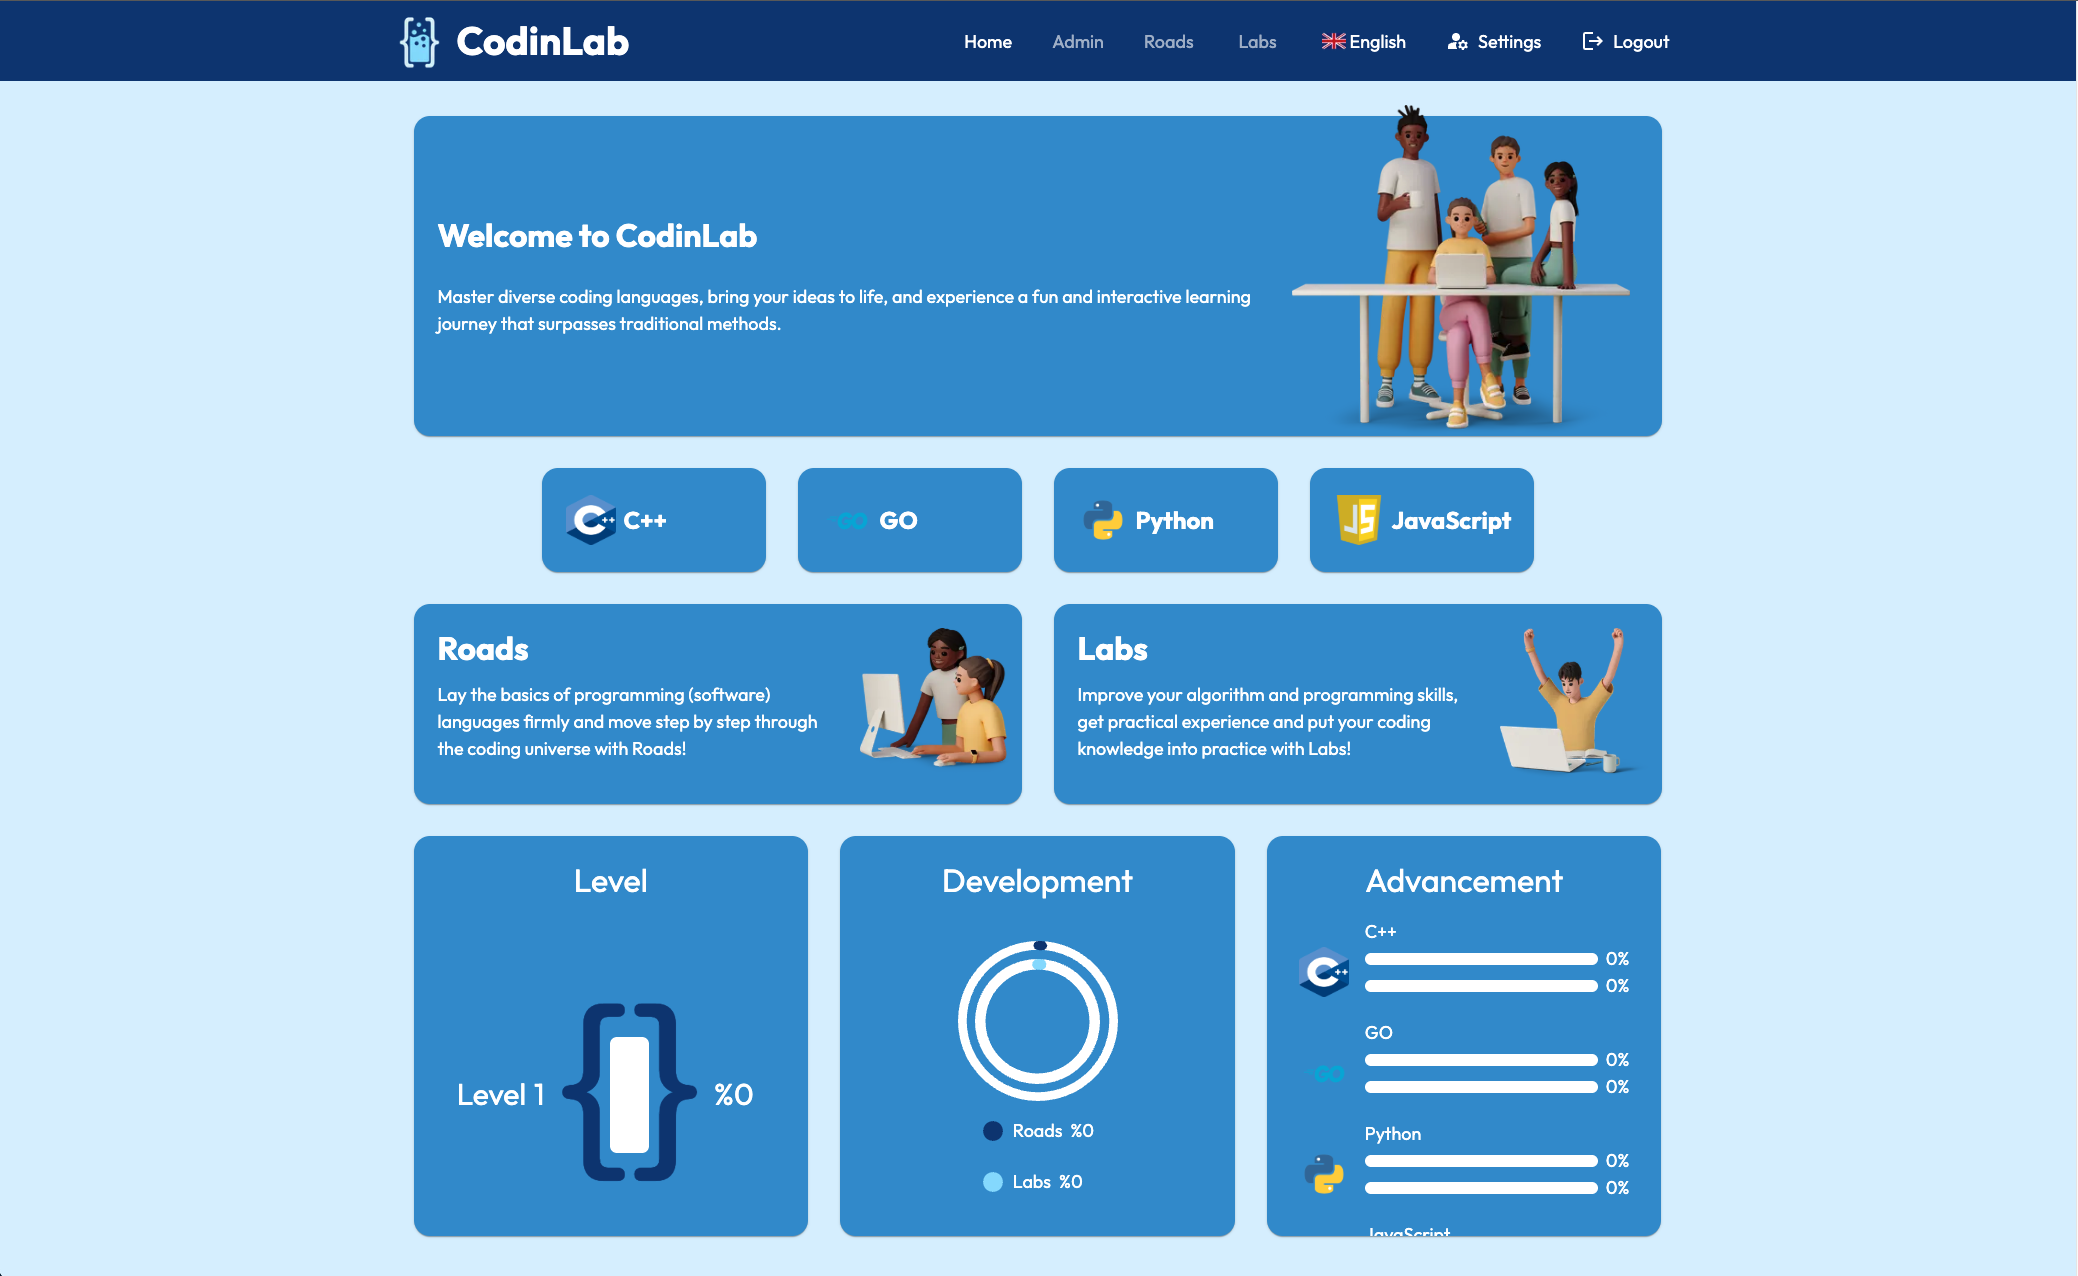 CodinLab
Home Admin Roads Labs English Settings Logout
Welcome to CodinLab
Master diverse coding languages, bring your ideas to life, and experience a fun and interactive learning
journey that surpasses traditional methods.
C++ C++
GO GO
Python
JS JavaScript
Roads
Lay the basics of programming (software)
languages firmly and move step by step through
the coding universe with Roads!
Labs
Improve your algorithm and programming skills,
get practical experience and put your coding
knowledge into practice with Labs!
Level
Level 1 %0
Development
Roads %0
Labs %0
Advancement
C++
C++
0%
0%
GO
GO
0%
0%
Python
0%
0%
JavaScript